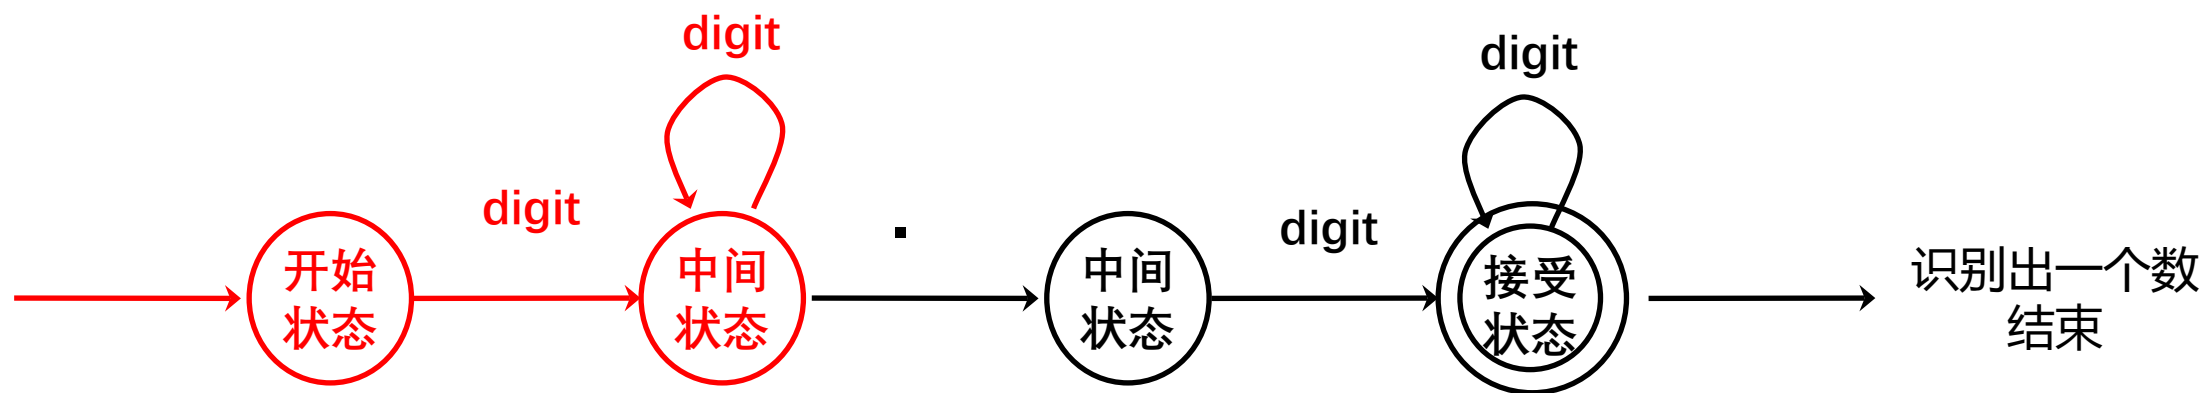 digit
digit
digit
.
digit
开始
状态
中间
状态
中间
状态
接受
状态
识别出一个数
结束